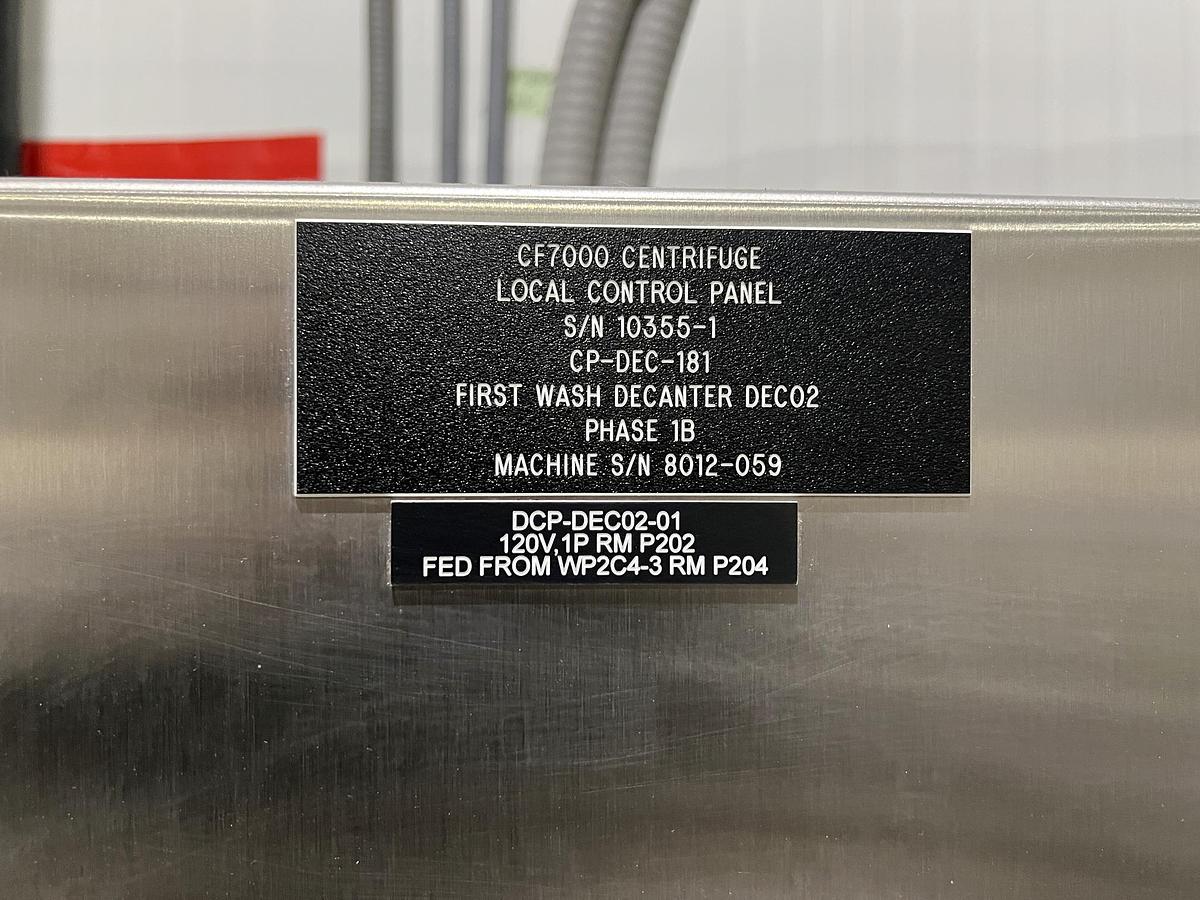 CF7000 CENTRIFUGE
LOCAL CONTROL PANEL
S/N 10355-1
CP-DEC-181
FIRST WASH DECANTER DEC02
PHASE 1B
MACHINE S/N 8012-059
DCP-DEC02-01
120V,1P RM P202
FED FROM WP2C4-3 RM P204